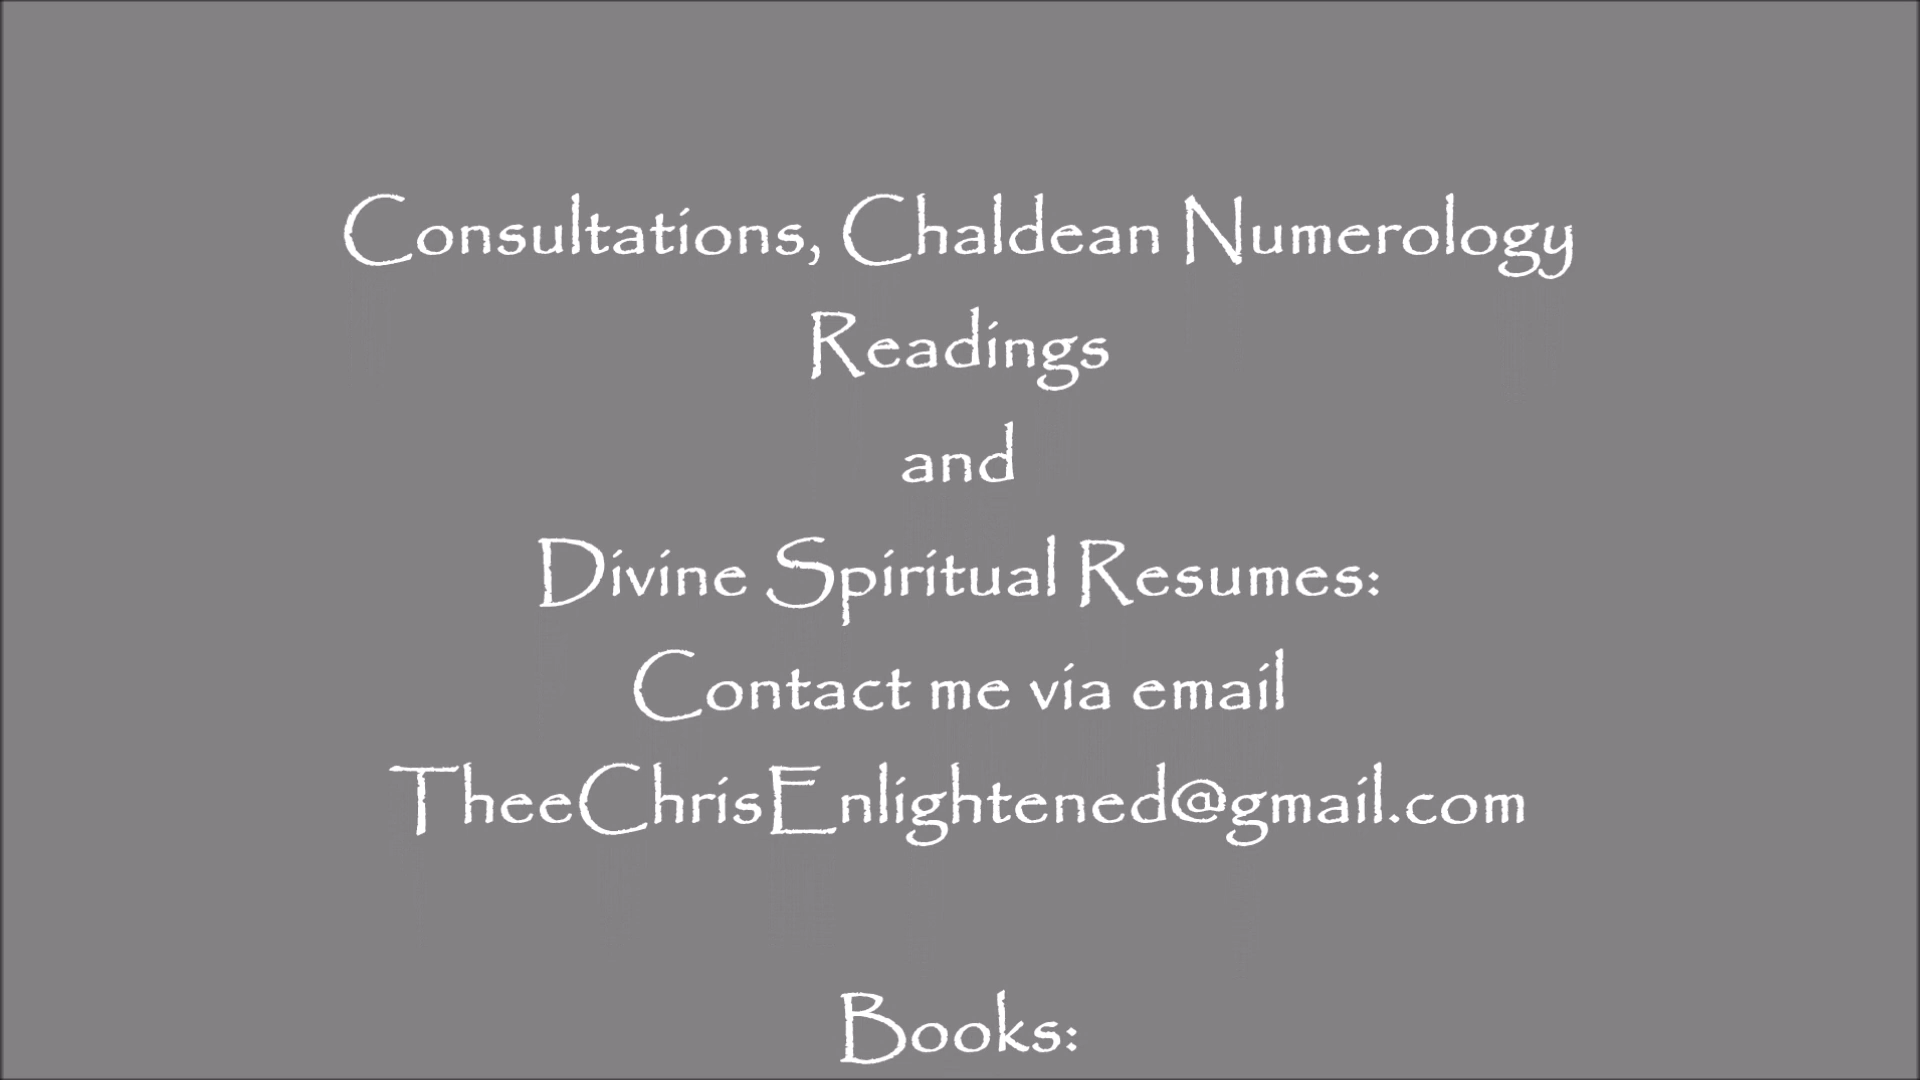 Consultations, Chaldean Numerology
Readings
and
Divine Spiritual Resumes:
Contact me via email
TheeChrisEnlightened@gmail.com
Books: